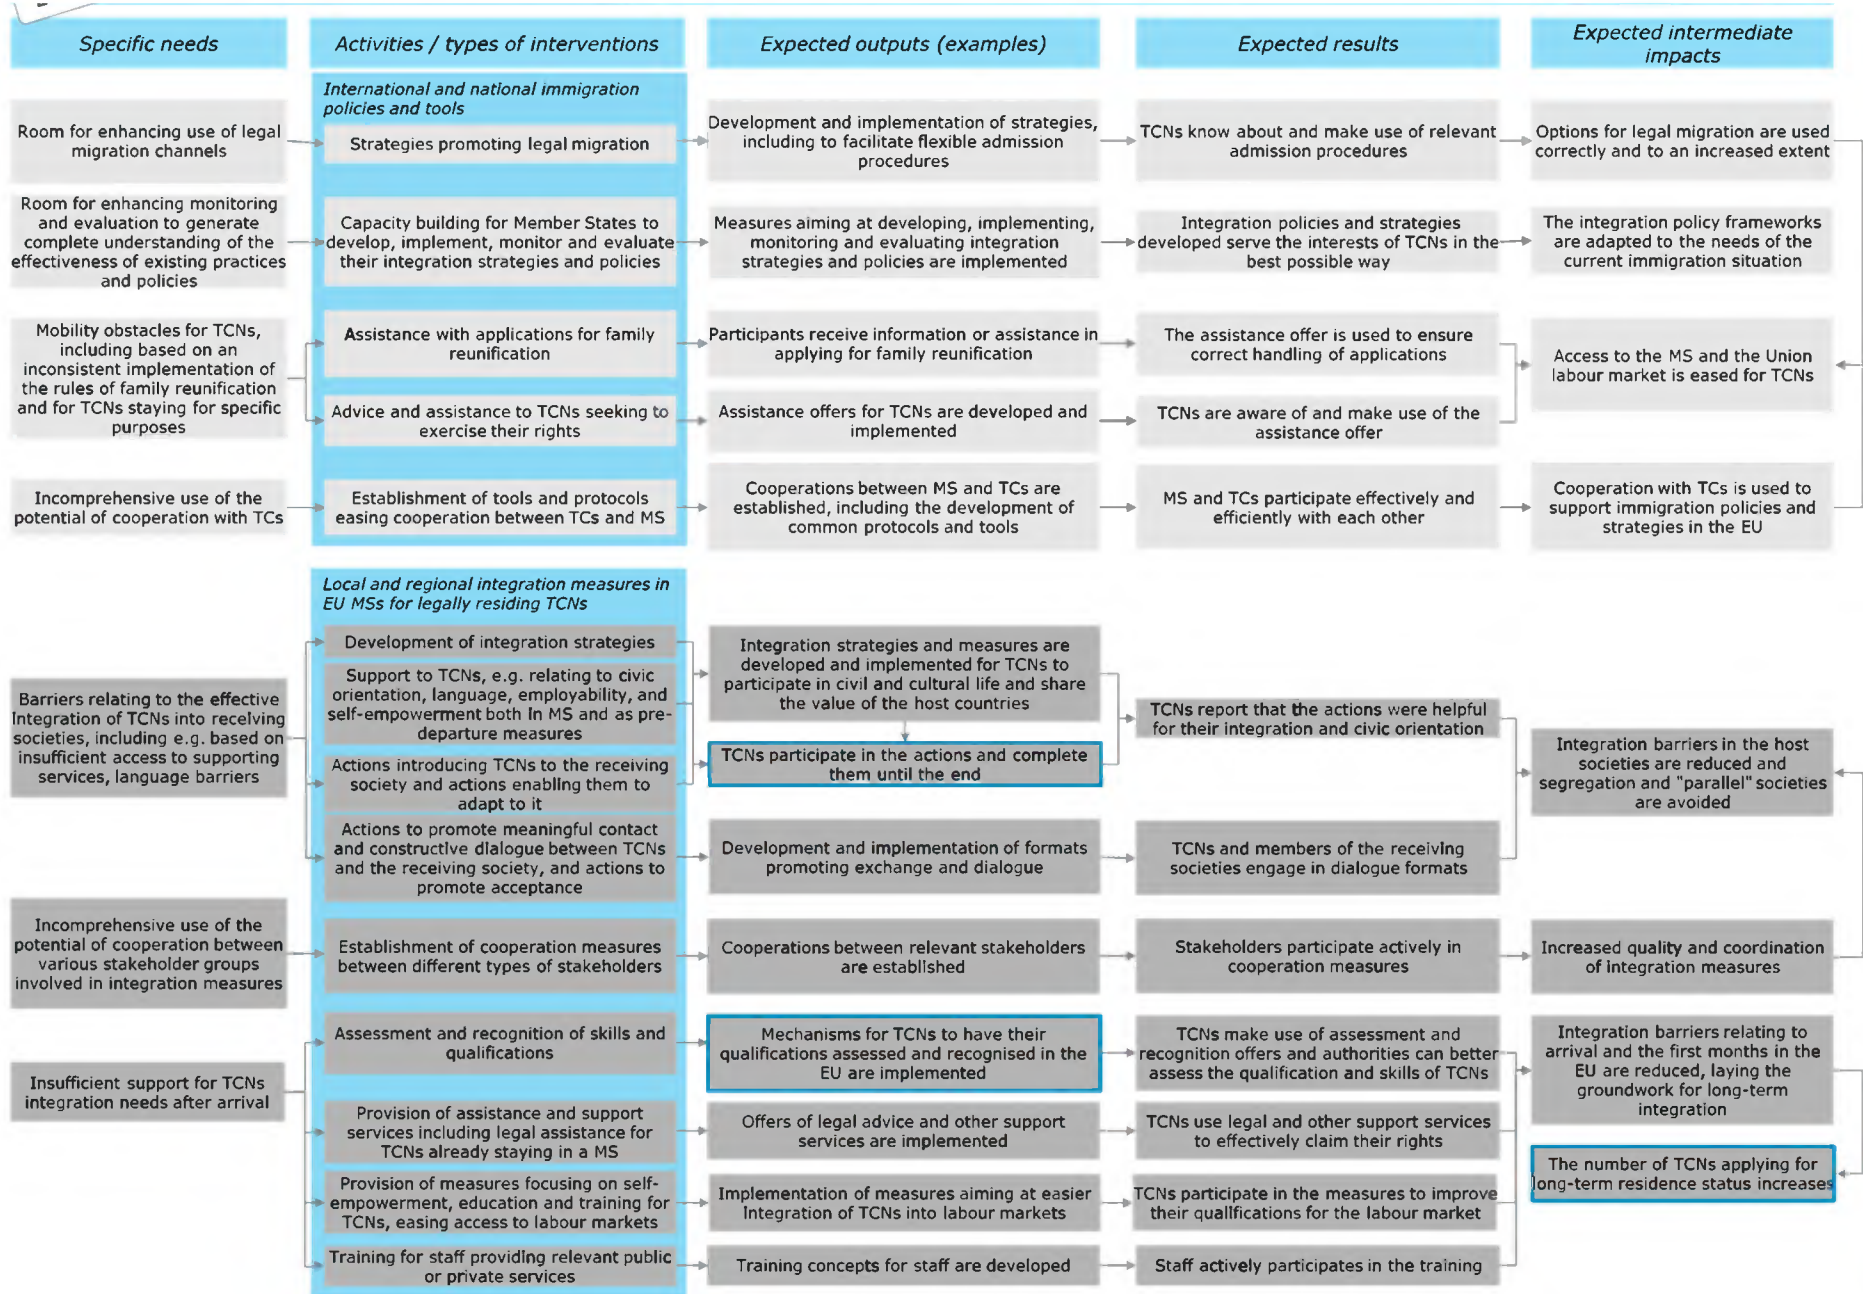 Specific needs
Activities / types of interventions
Expected outputs (examples)
Expected results
Expected intermediate
impacts
International and national immigration
policies and tools
Room for enhancing use of legal
migration channels
Strategies promoting legal migration
Development and implementation of strategies,
including to facilitate flexible admission
procedures
TCNs know about and make use of relevant
admission procedures
Options for legal migration are used
correctly and to an increased extent
Room for enhancing monitoring
and evaluation to generate
complete understanding of the
effectiveness of existing practices
and policies
Capacity building for Member States to
develop, implement, monitor and evaluate
their integration strategies and policies
Measures aiming at developing, implementing,
monitoring and evaluating integration
strategies and policies are implemented
Integration policies and strategies
developed serve the interests of TCNs in the
best possible way
The integration policy frameworks
are adapted to the needs of the
current immigration situation
Mobility obstacles for TCNs,
including based on an
inconsistent implementation of
the rules of family reunification
and for TCNs staying for specific
purposes
Assistance with applications for family
reunification
Participants receive information or assistance in
applying for family reunification
The assistance offer is used to ensure
correct handling of applications
Access to the MS and the Union
labour market is eased for TCNs
Advice and assistance to TCNs seeking to
exercise their rights
Assistance offers for TCNs are developed and
implemented
TCNs are aware of and make use of the
assistance offer
Incomprehensive use of the
potential of cooperation with TCs
Establishment of tools and protocols
easing cooperation between TCs and MS
Cooperations between MS and TCs are
established, including the development of
common protocols and tools
MS and TCs participate effectively and
efficiently with each other
Cooperation with TCs is used to
support immigration policies and
strategies in the EU
Local and regional integration measures in
EU MSs for legally residing TCNs
Barriers relating to the effective
Integration of TCNs into receiving
societies, including e.g. based on
insufficient access to supporting
services, language barriers
Development of integration strategies
Support to TCNs, e.g. relating to civic
orientation, language, employability, and
self-empowerment both in MS and as pre-
departure measures
Actions introducing TCNs to the receiving
society and actions enabling them to
adapt to it
Actions to promote meaningful contact
and constructive dialogue between TCNs
and the receiving society, and actions to
promote acceptance
Integration strategies and measures are
developed and implemented for TCNs to
participate in civil and cultural life and share
the value of the host countries
TCNs participate in the actions and complete
them until the end
Development and implementation of formats
promoting exchange and dialogue
TCNs report that the actions were helpful
for their integration and civic orientation
TCNs and members of the receiving
societies engage in dialogue formats
Integration barriers in the host
societies are reduced and
segregation and "parallel" societies
are avoided
Incomprehensive use of the
potential of cooperation between
various stakeholder groups
involved in integration measures
Establishment of cooperation measures
between different types of stakeholders
Cooperations between relevant stakeholders
are established
Stakeholders participate actively in
cooperation measures
Increased quality and coordination
of integration measures
Insufficient support for TCNs
integration needs after arrival
Assessment and recognition of skills and
qualifications
Mechanisms for TCNs to have their
qualifications assessed and recognised in the
EU are implemented
TCNs make use of assessment and
recognition offers and authorities can better
assess the qualification and skills of TCNs
Integration barriers relating to
arrival and the first months in the
EU are reduced, laying the
groundwork for long-term
integration
Provision of assistance and support
services including legal assistance for
TCNs already staying in a MS
Offers of legal advice and other support
services are implemented
TCNs use legal and other support services
to effectively claim their rights
The number of TCNs applying for
long-term residence status increases
Provision of measures focusing on self-
empowerment, education and training for
TCNs, easing access to labour markets
Implementation of measures aiming at easier
Integration of TCNs into labour markets
TCNs participate in the measures to improve
their qualifications for the labour market
Training for staff providing relevant public
or private services
Training concepts for staff are developed
Staff actively participates in the training